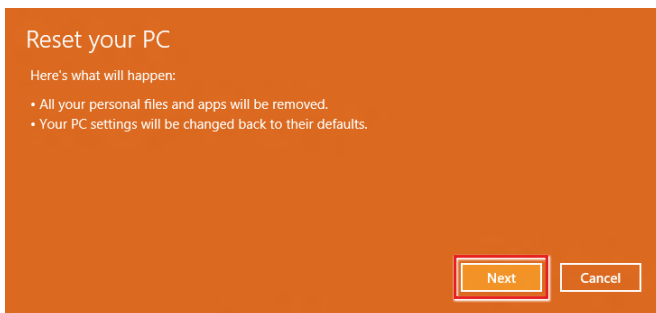 Reset your PC
Here's what will happen:
• All your personal files and apps will be removed.
• Your PC settings will be changed back to their defaults.
Next Cancel